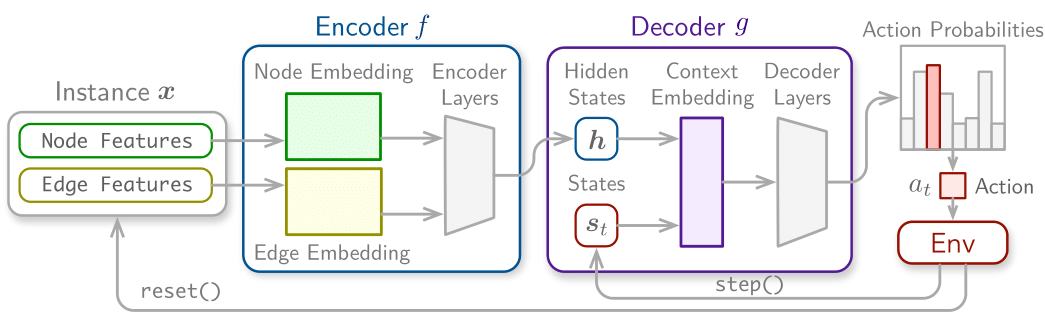 Encoder f
Decoder g
Action Probabilities
Instance x
Node Embedding
Encoder
Layers
Hidden
States
Context
Embedding
Decoder
Layers
Node Features
h
Edge Features
States
a_t
Action
s_t
Env
Edge Embedding
reset()
step()